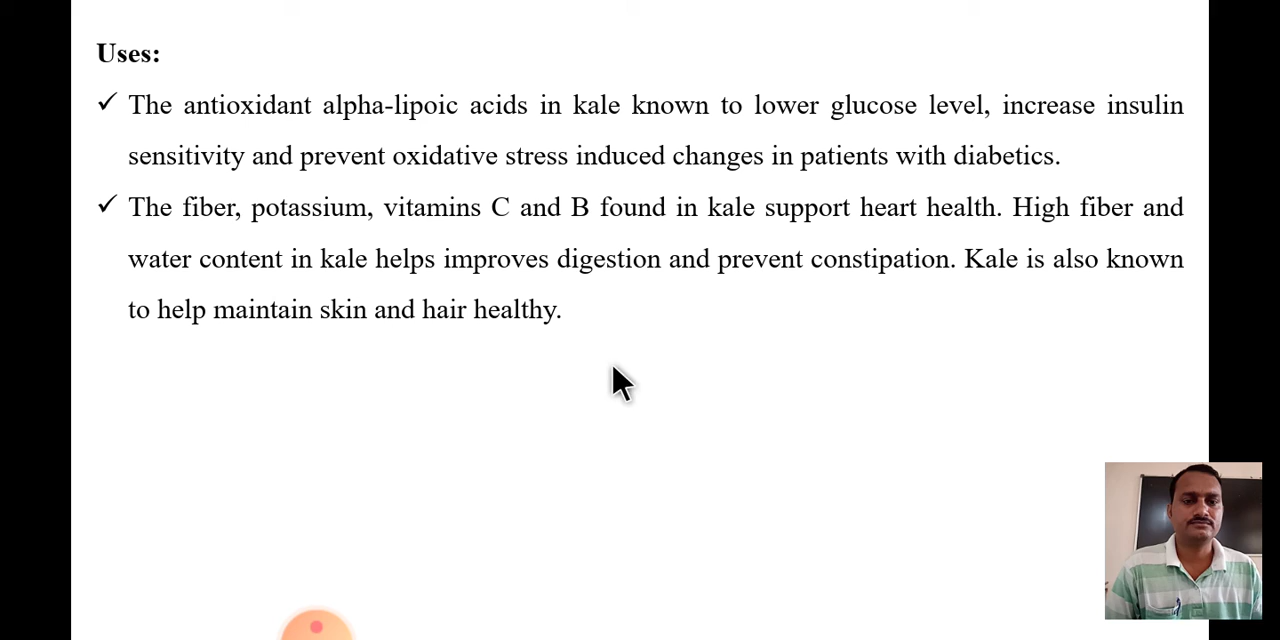 Uses:
✓ The antioxidant alpha-lipoic acids in kale known to lower glucose level, increase insulin
sensitivity and prevent oxidative stress induced changes in patients with diabetics.
✓ The fiber, potassium, vitamins C and B found in kale support heart health. High fiber and
water content in kale helps improves digestion and prevent constipation. Kale is also known
to help maintain skin and hair healthy.